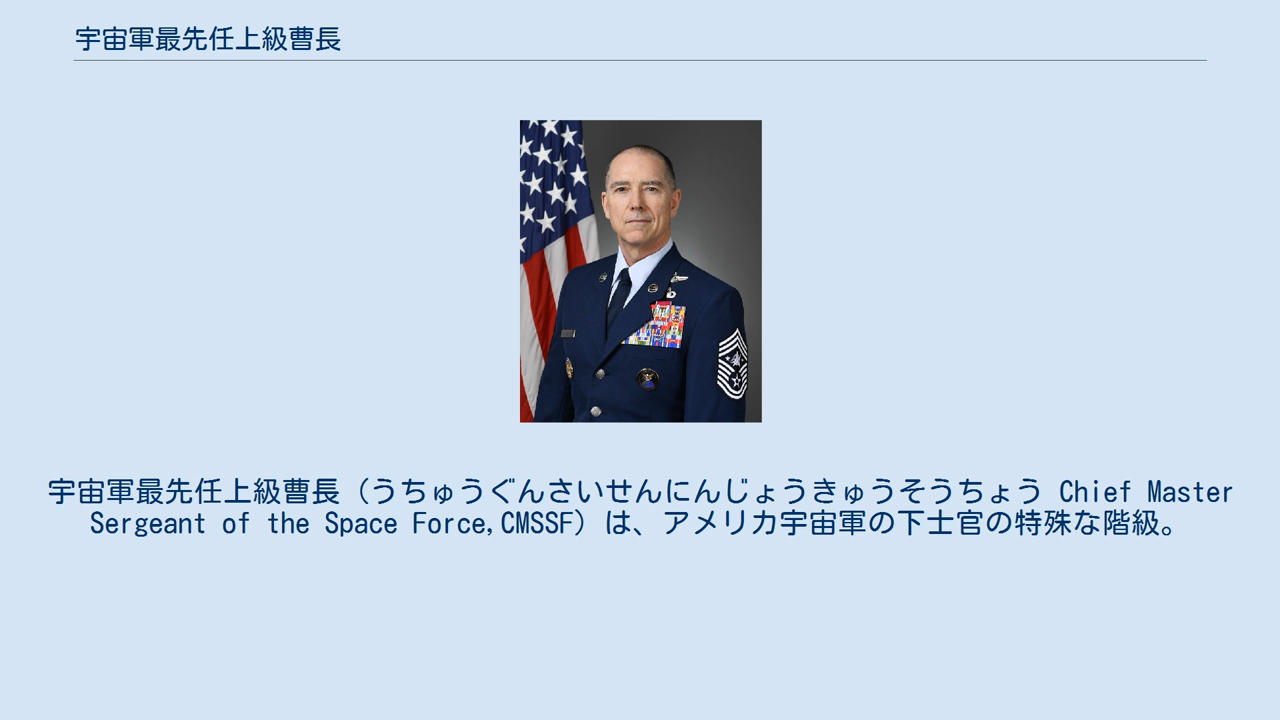 宇宙軍最先任上級曹長
宇宙軍最先任上級曹長（うちゅうぐんさいせんにんじょうきゅうそうちょう Chief Master
Sergeant of the Space Force,CMSSF）は、アメリカ宇宙軍の下士官の特殊な階級。